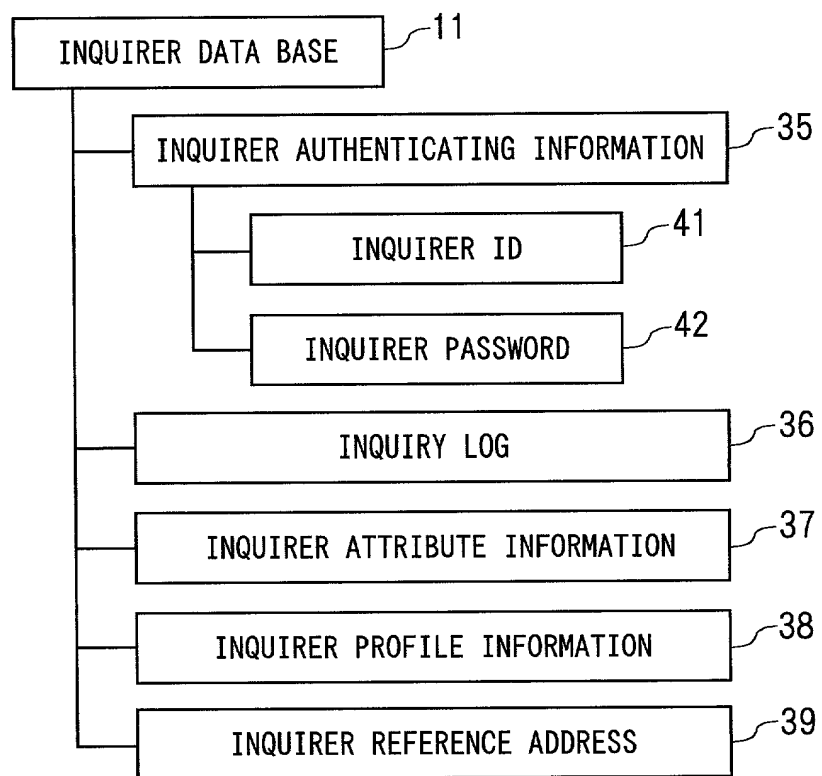 INQUIRER DATA BASE 11
INQUIRER AUTHENTICATING INFORMATION 35
INQUIRER ID 41
INQUIRER PASSWORD 42
INQUIRY LOG 36
INQUIRER ATTRIBUTE INFORMATION 37
INQUIRER PROFILE INFORMATION 38
INQUIRER REFERENCE ADDRESS 39